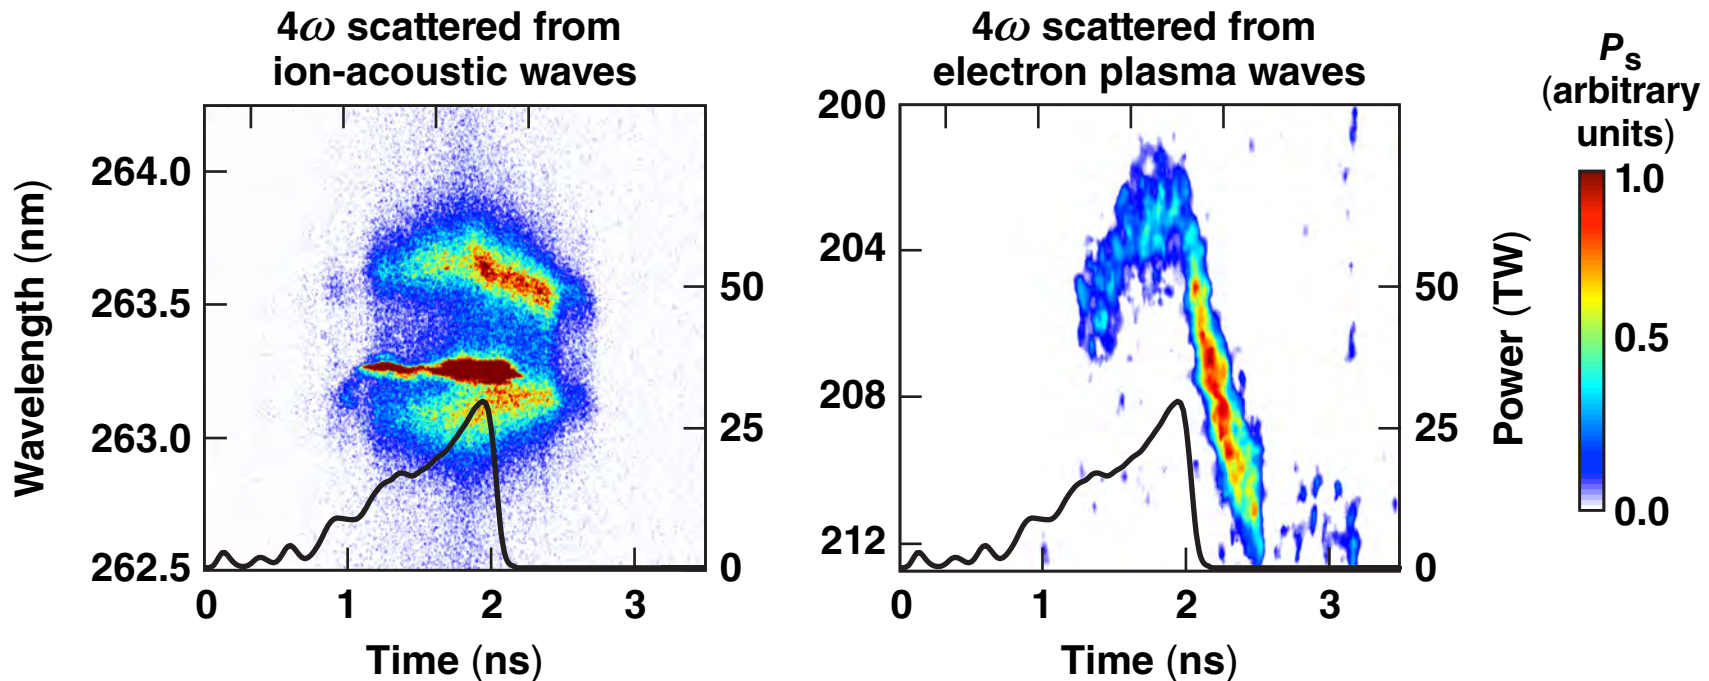 4ω scattered from
ion-acoustic waves
4ω scattered from
electron plasma waves
Ps
(arbitrary
units)
Wavelength (nm)
264.0
263.5
263.0
262.5
50
25
0
0
1
2
3
Time (ns)
200
204
208
212
50
25
0
Power (TW)
0
1
2
3
Time (ns)
1.0
0.5
0.0